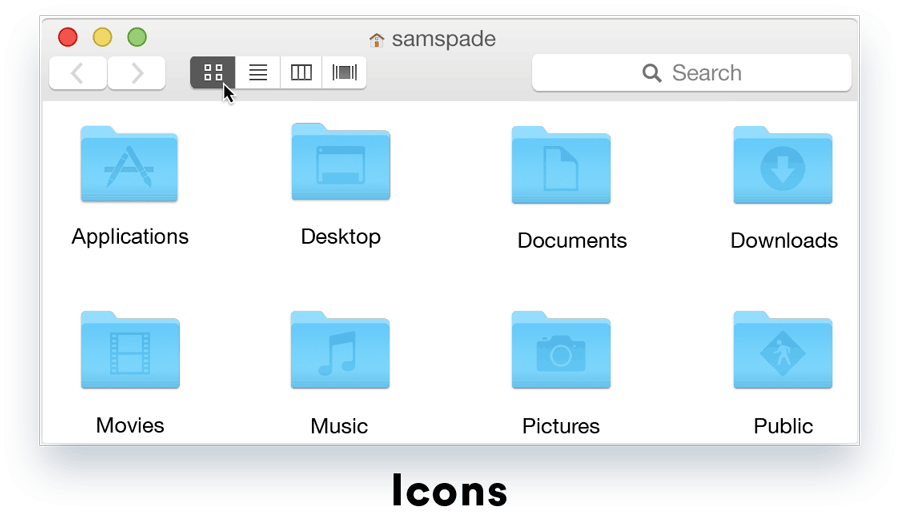 samspade
Search
Applications Desktop Documents Downloads
Movies Music Pictures Public
Icons